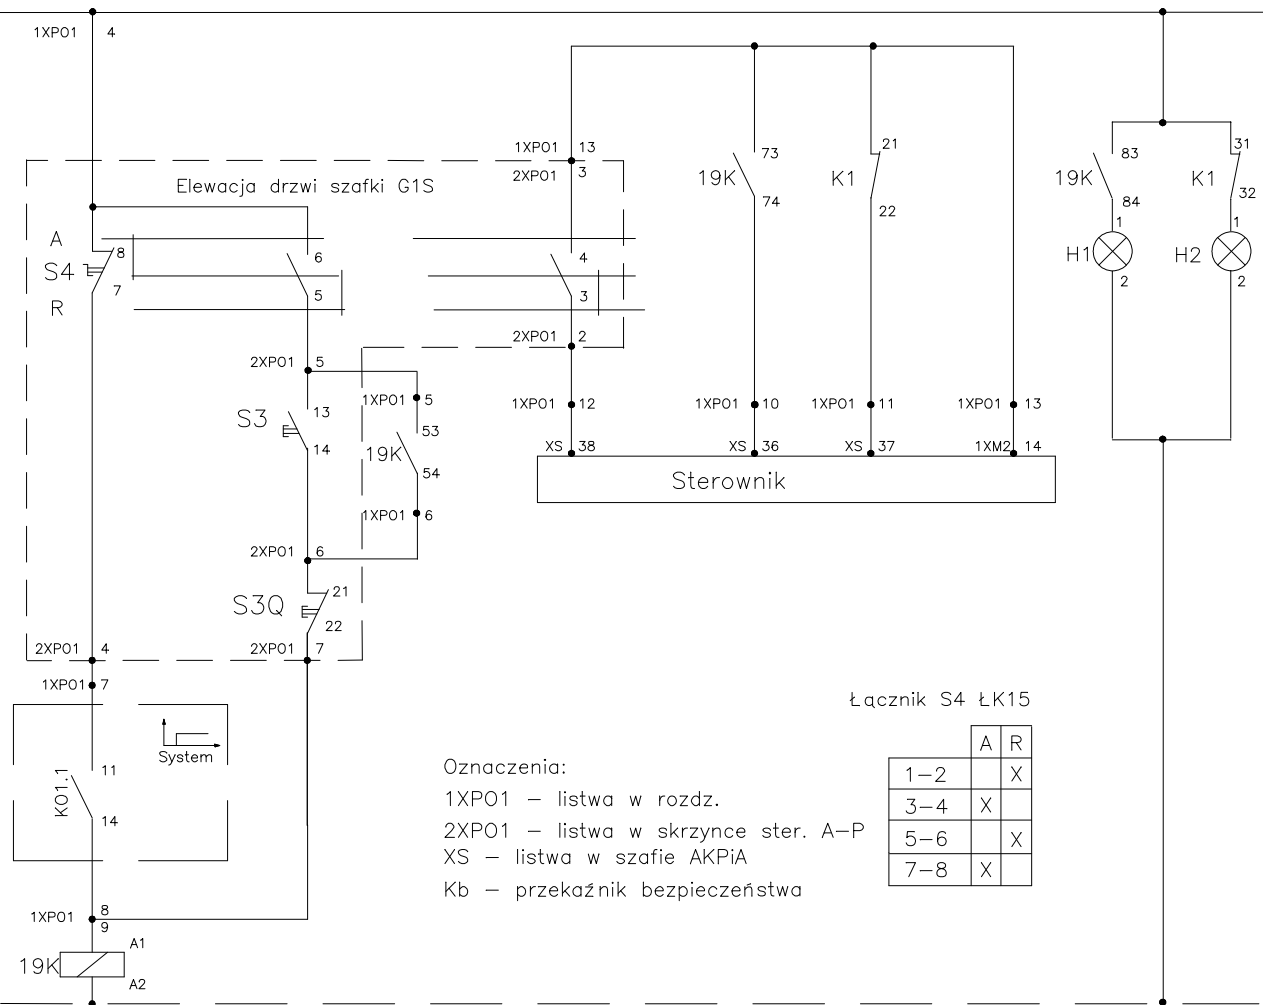 1XP01 4
1XP01 13
2XP01 3
Elewacja drzwi szafki G1S
A
S4
R
8
7
6
5
4
3
2XP01 2
73
19K
74
21
K1
22
83
19K
84
1
H1
2
31
K1
32
1
H2
2
2XP01 5
1XP01 5
S3
13
14
53
19K
54
1XP01 6
2XP01 6
1XP01 12
1XP01 10
1XP01 11
1XP01 13
XS 38
XS 36
XS 37
1XM2 14
Sterownik
S3Q
21
22
2XP01 4
2XP01 7
1XP01 7
System
K01.1
11
14
1XP01
8
9
A1
19K
A2
Oznaczenia:
1XP01 – listwa w rozdz.
2XP01 – listwa w skrzynce ster. A–P
XS – listwa w szafie AKPiA
Kb – przekaźnik bezpieczeństwa
Łącznik S4 ŁK15
A R
1–2 X
3–4 X
5–6 X
7–8 X